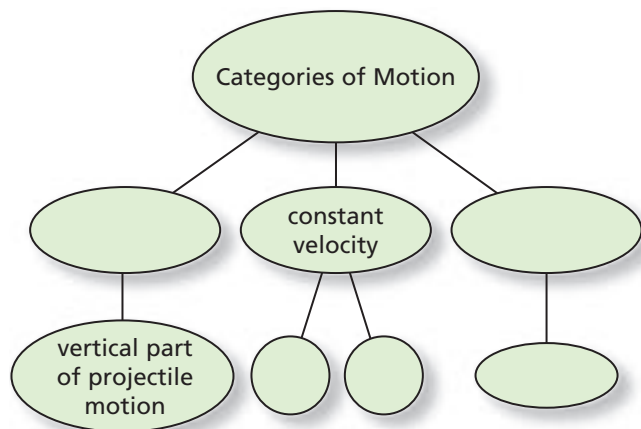 Categories of Motion
constant
velocity
vertical part
of projectile
motion